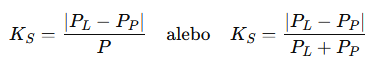 K_S = |P_L − P_P| / P alebo K_S = |P_L − P_P| / (P_L + P_P)